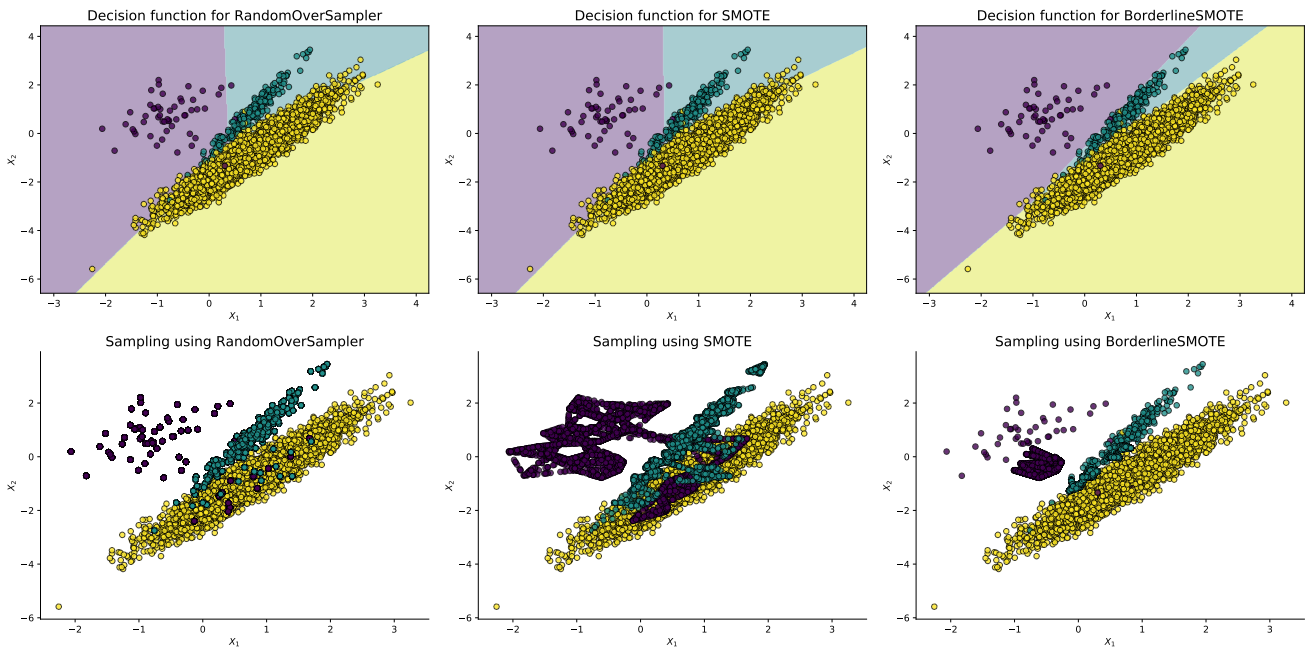 Decision function for RandomOverSampler
4
2
0
−2
−4
−6
X2
−3 −2 −1 0 1 2 3 4
X1
Decision function for SMOTE
4
2
0
−2
−4
−6
X2
−3 −2 −1 0 1 2 3 4
X1
Decision function for BorderlineSMOTE
4
2
0
−2
−4
−6
X2
−3 −2 −1 0 1 2 3 4
X1
Sampling using RandomOverSampler
2
0
−2
−4
−6
X2
−2 −1 0 1 2 3
X1
Sampling using SMOTE
2
0
−2
−4
−6
X2
−2 −1 0 1 2 3
X1
Sampling using BorderlineSMOTE
2
0
−2
−4
−6
X2
−2 −1 0 1 2 3
X1